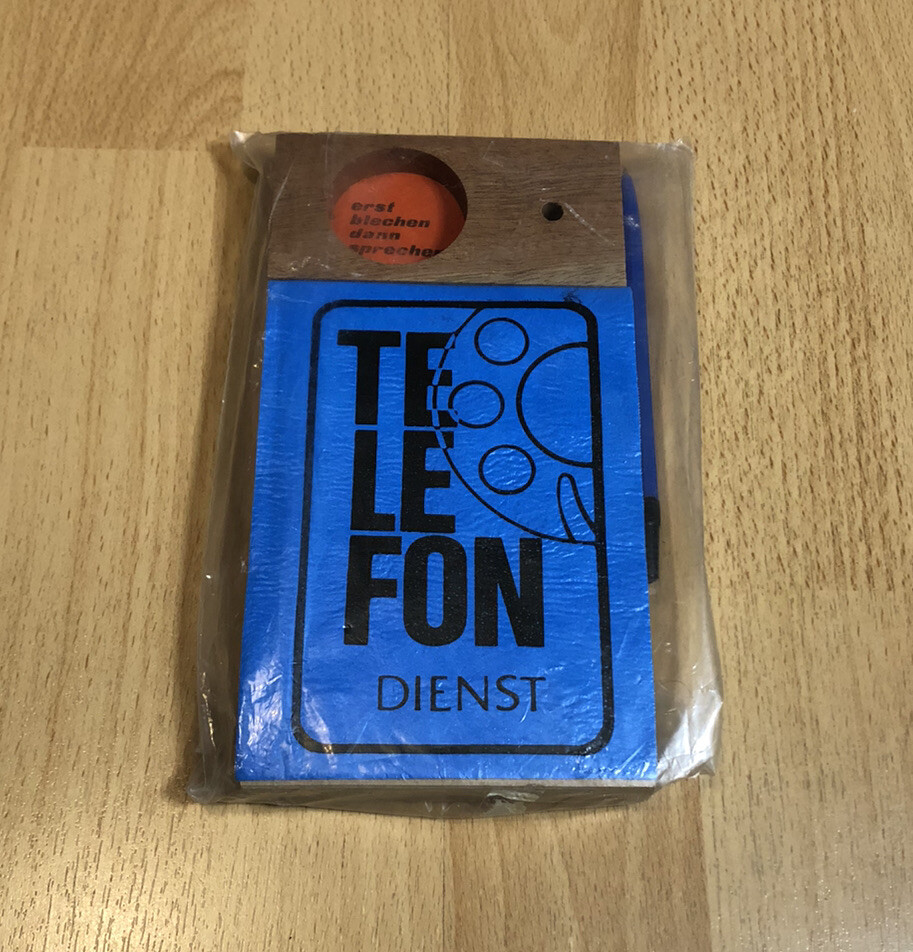 erst
blechen
dann
sprechen
TE
LE
FON
DIENST